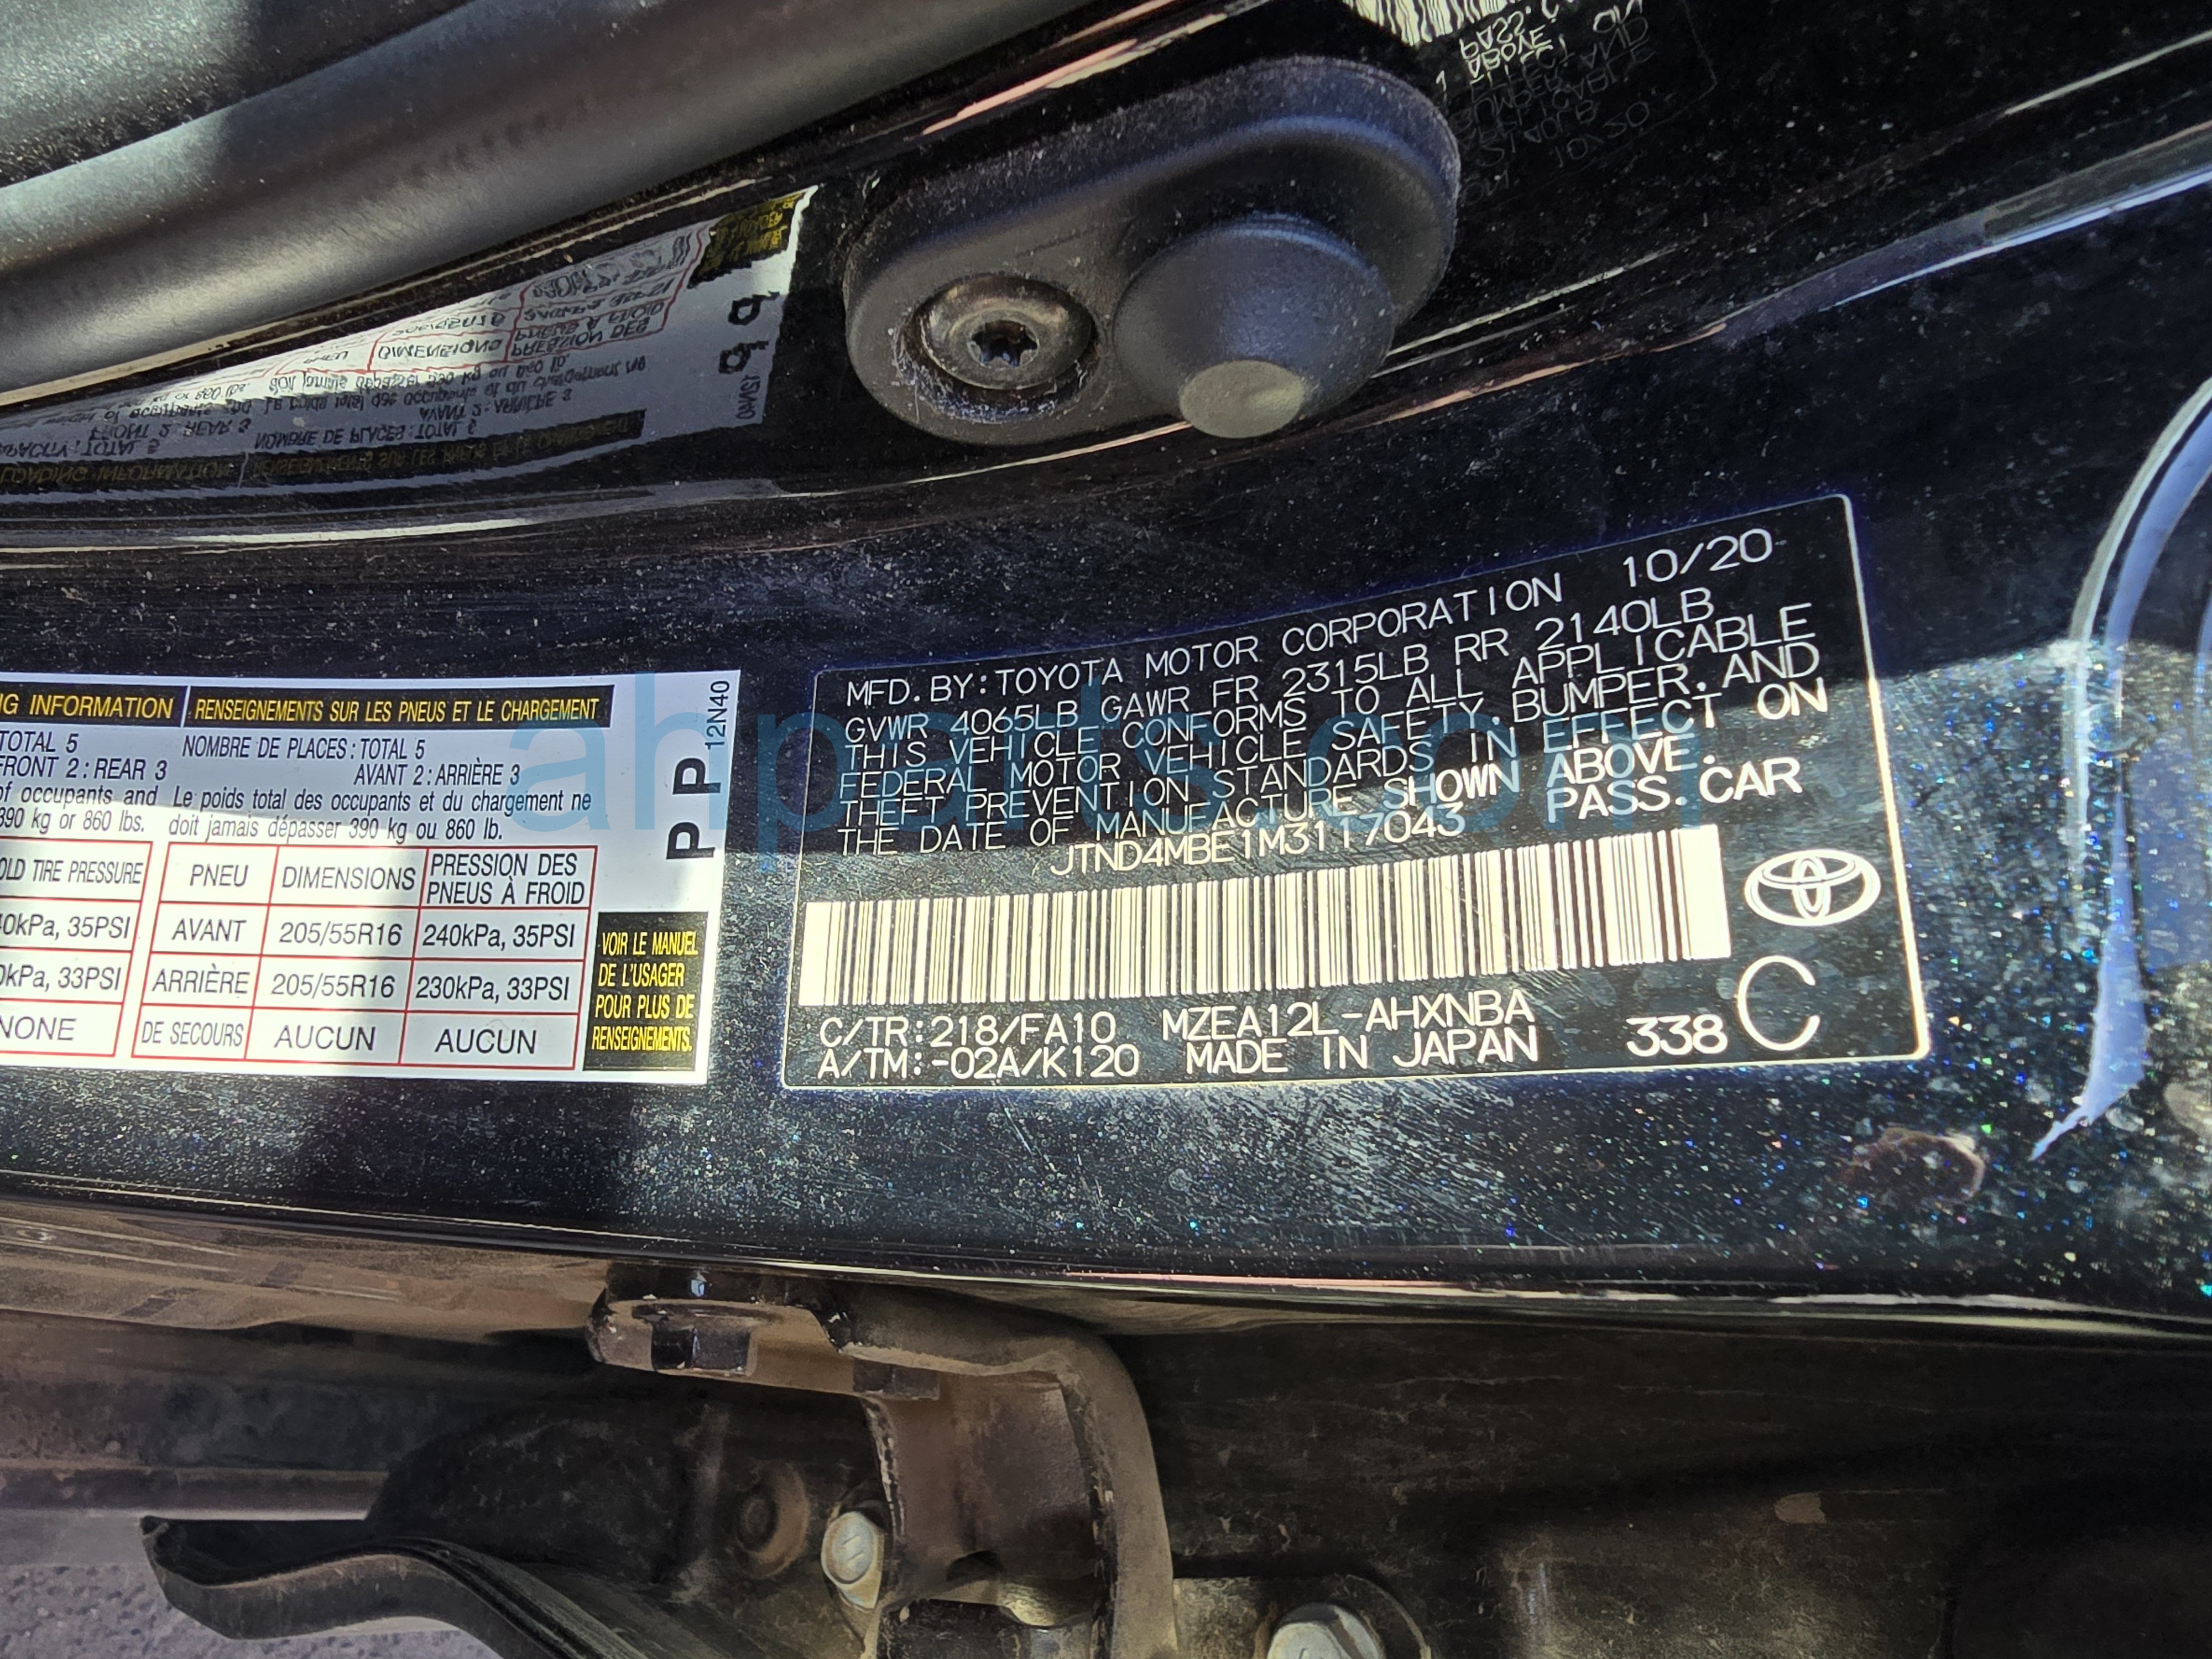 G INFORMATION
RENSEIGNEMENTS SUR LES PNEUS ET LE CHARGEMENT
TOTAL 5
FRONT 2 : REAR 3
of occupants and
390 kg or 860 lbs.
NOMBRE DE PLACES : TOTAL 5
AVANT 2 : ARRIÈRE 3
Le poids total des occupants et du chargement ne
doit jamais dépasser 390 kg ou 860 lb.
OLD TIRE PRESSURE
0kPa, 35PSI
kPa, 33PSI
NONE
PNEU DIMENSIONS PRESSION DES PNEUS À FROID
AVANT 205/55R16 240kPa, 35PSI
ARRIÈRE 205/55R16 230kPa, 33PSI
DE SECOURS AUCUN AUCUN
VOIR LE MANUEL
DE L'USAGER
POUR PLUS DE
RENSEIGNEMENTS.
P P 12N40
MFD. BY : TOYOTA MOTOR CORPORATION 10/20
GVWR 4065LB GAWR FR 2315LB RR 2140LB
THIS VEHICLE CONFORMS TO ALL APPLICABLE
FEDERAL MOTOR VEHICLE SAFETY, BUMPER, AND
THEFT PREVENTION STANDARDS IN EFFECT ON
THE DATE OF MANUFACTURE SHOWN ABOVE.
JTND4MBE1M3117043 PASS. CAR
C/TR:218/FA10 MZEA12L-AHXNBA
A/TM:-02A/K120 MADE IN JAPAN 338 C
ahparts.com